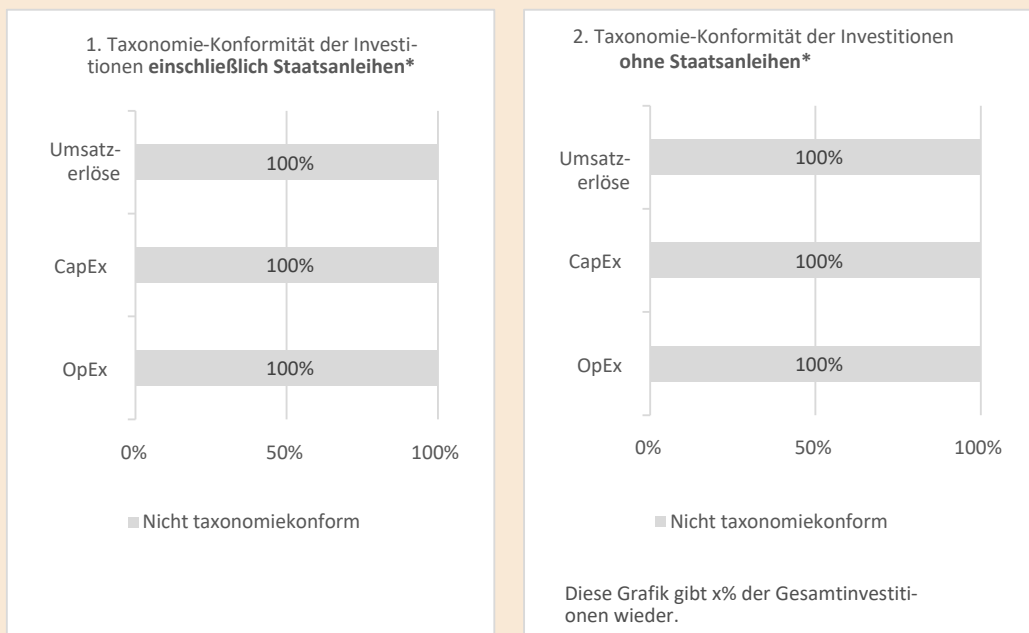 1. Taxonomie-Konformität der Investi-
tionen einschließlich Staatsanleihen*
Umsatz-
erlöse
100%
CapEx
100%
OpEx
100%
0%
50%
100%
Nicht taxonomiekonform
2. Taxonomie-Konformität der Investitionen
ohne Staatsanleihen*
Umsatz-
erlöse
100%
CapEx
100%
OpEx
100%
0%
50%
100%
Nicht taxonomiekonform
Diese Grafik gibt x% der Gesamtinvestiti-
onen wieder.